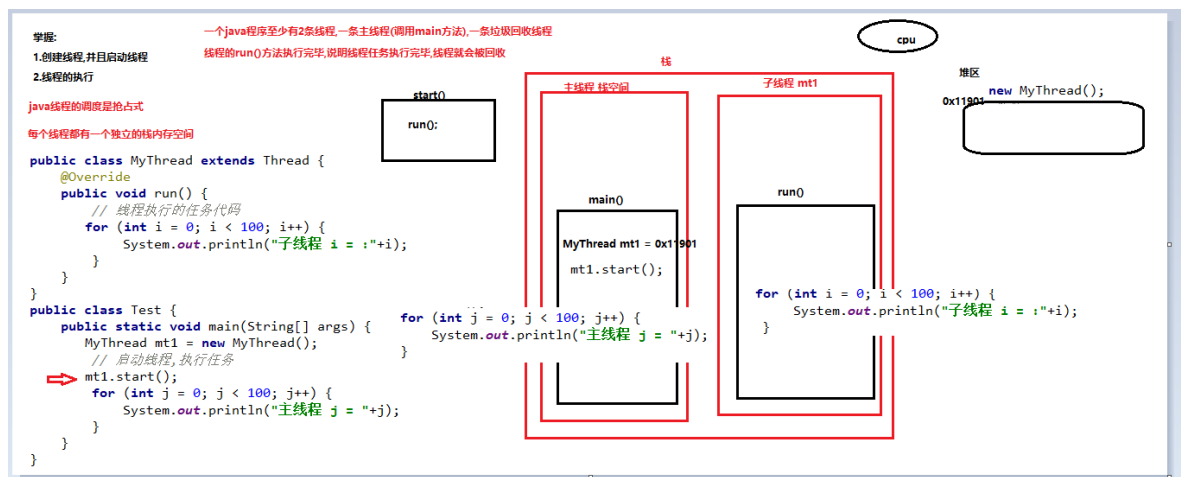 掌握:
1.创建线程,并且启动线程
2.线程的执行
java线程的调度是抢占式
每个线程都有一个独立的栈内存空间
一个java程序至少有2条线程,一条主线程(调用main方法),一条垃圾回收线程
线程的run()方法执行完毕,说明线程任务执行完毕,线程就会被回收
public class MyThread extends Thread {
@Override
public void run() {
// 线程执行的任务代码
for (int i = 0; i < 100; i++) {
System.out.println("子线程 i = :"+i);
}
}
}
public class Test {
public static void main(String[] args) {
MyThread mt1 = new MyThread();
// 启动线程,执行任务
mt1.start();
for (int j = 0; j < 100; j++) {
System.out.println("主线程 j = "+j);
}
}
}
start()
run();
栈
主线程 栈空间
main()
MyThread mt1 = 0x11901
mt1.start();
for (int j = 0; j < 100; j++) {
System.out.println("主线程 j = "+j);
}
子线程 mt1
run()
for (int i = 0; i < 100; i++) {
System.out.println("子线程 i = :"+i);
}
cpu
堆区
new MyThread();
0x11901